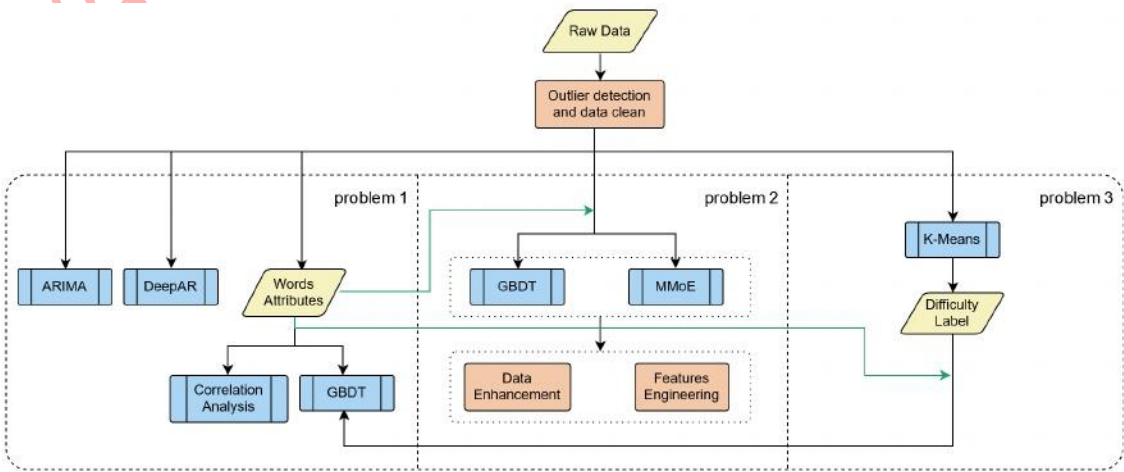 Raw Data
Outlier detection
and data clean
problem 1
problem 2
problem 3
K-Means
ARIMA
DeepAR
Words
Attributes
GBDT
MMoE
Difficulty
Label
Correlation
Analysis
GBDT
Data
Enhancement
Features
Engineering